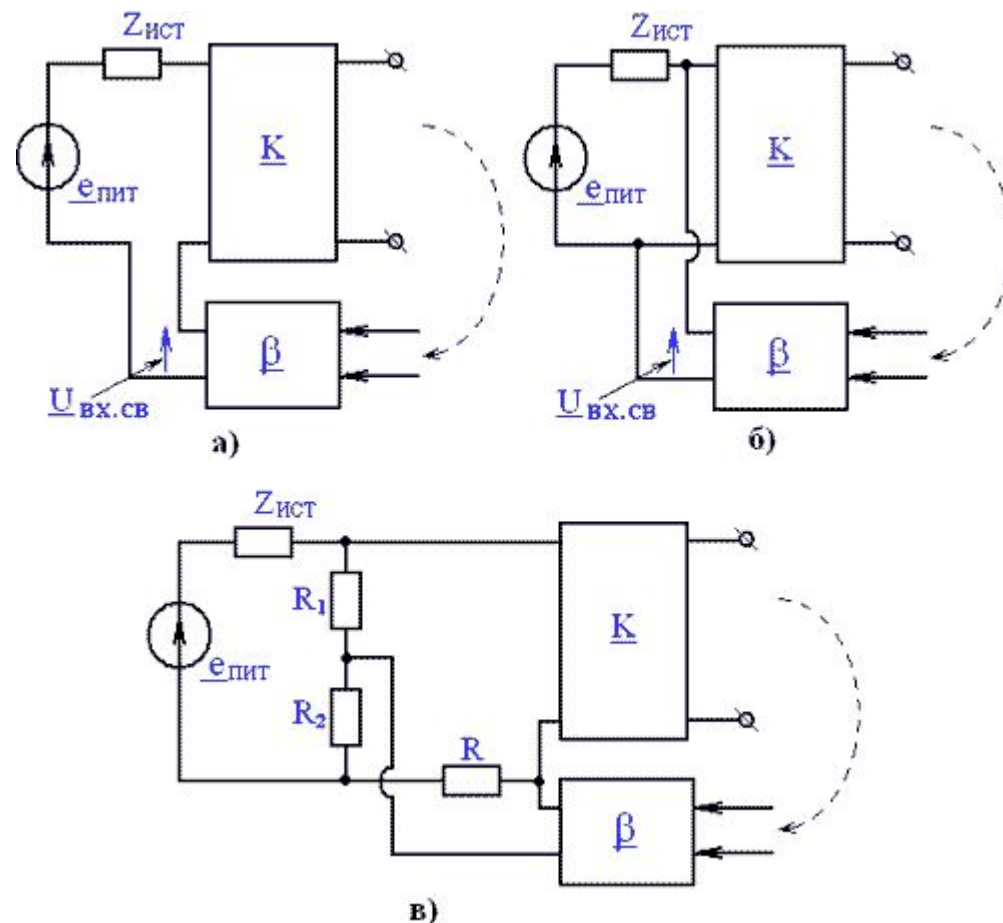 Zист
K
eпит
β
Uвх.св
а)
Zист
K
eпит
β
Uвх.св
б)
Zист
R1
K
eпит
R2
R
β
в)